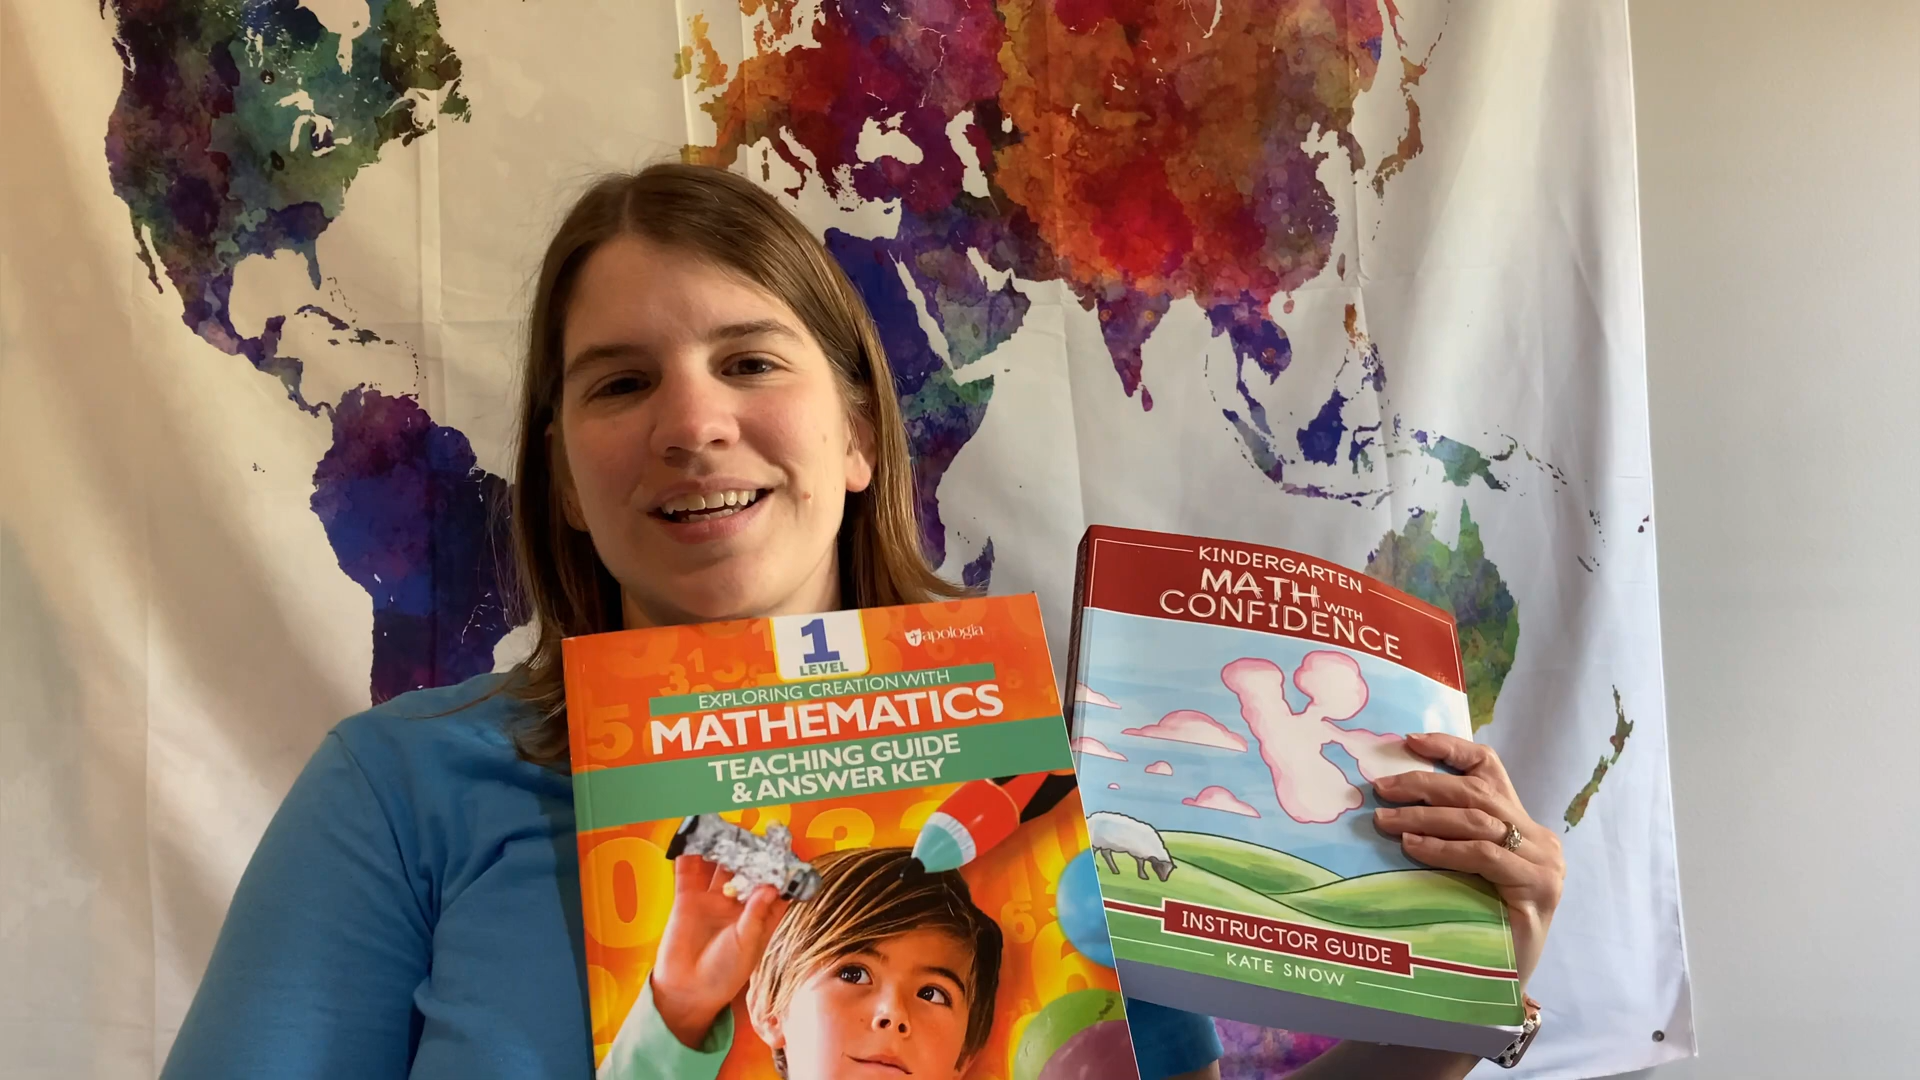 1
LEVEL
apologia
EXPLORING CREATION WITH
MATHEMATICS
TEACHING GUIDE
& ANSWER KEY
KINDERGARTEN
MATH WITH
CONFIDENCE
INSTRUCTOR GUIDE
KATE SNOW